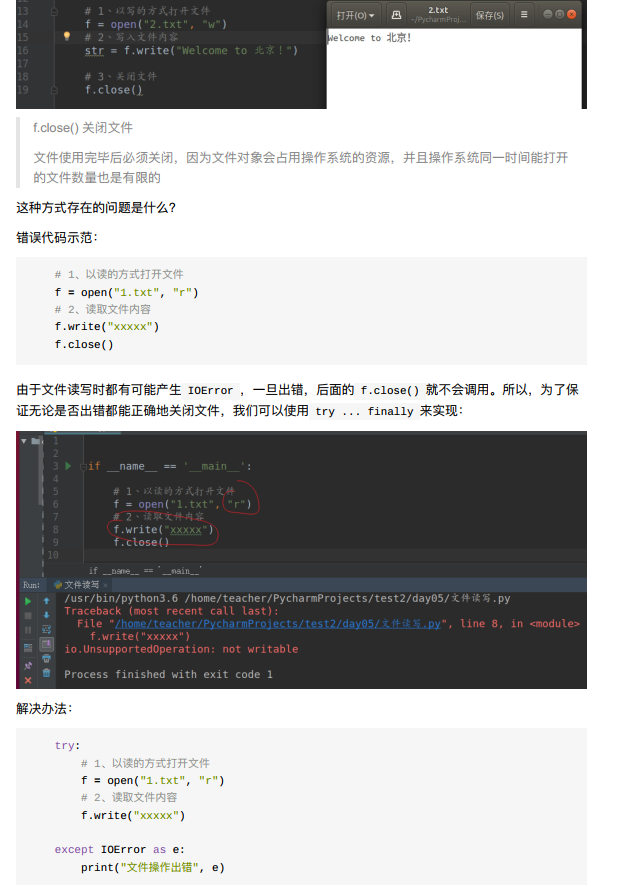 13 # 1、以写的方式打开文件
14 f = open("2.txt", "w")
15 # 2、写入文件内容
16 str = f.write("Welcome to 北京！")
17
18 # 3、关闭文件
19 f.close()
打开(O) 2.txt 保存(S)
~/PycharmProj...
Welcome to 北京！
f.close() 关闭文件
文件使用完毕后必须关闭，因为文件对象会占用操作系统的资源，并且操作系统同一时间能打开
的文件数量也是有限的
这种方式存在的问题是什么?
错误代码示范：
# 1、以读的方式打开文件
f = open("1.txt", "r")
# 2、读取文件内容
f.write("xxxxx")
f.close()
由于文件读写时都有可能产生 IOError ，一旦出错，后面的 f.close() 就不会调用。所以，为了保
证无论是否出错都能正确地关闭文件，我们可以使用 try ... finally 来实现：
1
2
3 if __name__ == '__main__':
4
5 # 1、以读的方式打开文件
6 f = open("1.txt", "r")
7 # 2、读取文件内容
8 f.write("xxxxx")
9 f.close()
10
if __name__ == '__main__'
Run: 文件读写 ×
/usr/bin/python3.6 /home/teacher/PycharmProjects/test2/day05/文件读写.py
Traceback (most recent call last):
File "/home/teacher/PycharmProjects/test2/day05/文件读写.py", line 8, in <module>
f.write("xxxxx")
io.UnsupportedOperation: not writable
Process finished with exit code 1
解决办法：
try:
# 1、以读的方式打开文件
f = open("1.txt", "r")
# 2、读取文件内容
f.write("xxxxx")
except IOError as e:
print("文件操作出错", e)